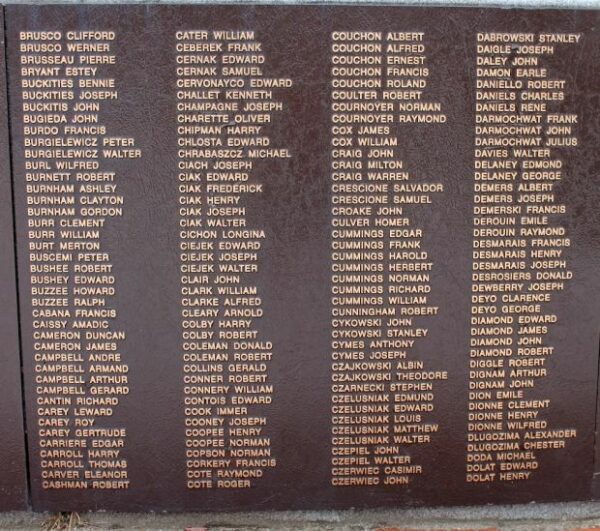 BRUSCO CLIFFORD
BRUSCO WERNER
BRUSSEAU PIERRE
BRYANT ESTEY
BUCKITIES BENNIE
BUCKITIES JOSEPH
BUCKITIS JOHN
BUGIEDA JOHN
BURDO FRANCIS
BURGIELEWICZ PETER
BURGIELEWICZ WALTER
BURL WILFRED
BURNETT ROBERT
BURNHAM ASHLEY
BURNHAM CLAYTON
BURNHAM GORDON
BURR CLEMENT
BURR WILLIAM
BURT MERTON
BUSCEMI PETER
BUSHEE ROBERT
BUSHEY EDWARD
BUZZEE HOWARD
BUZZEE RALPH
CABANA FRANCIS
CAISSY AMADIC
CAMERON DUNCAN
CAMERON JAMES
CAMPBELL ANDRE
CAMPBELL ARMAND
CAMPBELL ARTHUR
CAMPBELL GERARD
CANTIN RICHARD
CAREY LEWARD
CAREY ROY
CAREY GERTRUDE
CARRIERE EDGAR
CARROLL HARRY
CARROLL THOMAS
CARVER ELEANOR
CASHMAN ROBERT
CATER WILLIAM
CEBEREK FRANK
CERNAK EDWARD
CERNAK SAMUEL
CERVONAYCO EDWARD
CHALLET KENNETH
CHAMPAGNE JOSEPH
CHARETTE OLIVER
CHIPMAN HARRY
CHLOSTA EDWARD
CHRABASZCZ MICHAEL
CIACH JOSEPH
CIAK EDWARD
CIAK FREDERICK
CIAK HENRY
CIAK JOSEPH
CIAK WALTER
CICHON LONGINA
CIEJEK EDWARD
CIEJEK JOSEPH
CIEJEK WALTER
CLAIR JOHN
CLARK WILLIAM
CLARKE ALFRED
CLEARY ARNOLD
COLBY HARRY
COLBY ROBERT
COLEMAN DONALD
COLEMAN ROBERT
COLLINS GERALD
CONNER ROBERT
CONNERY WILLIAM
CONTOIS EDWARD
COOK IMMER
COONEY JOSEPH
COOPEE HENRY
COOPEE NORMAN
COPSON NORMAN
CORKERY FRANCIS
COTE RAYMOND
COTE ROGER
COUCHON ALBERT
COUCHON ALFRED
COUCHON ERNEST
COUCHON FRANCIS
COUCHON ROLAND
COULTER ROBERT
COURNOYER NORMAN
COURNOYER RAYMOND
COX JAMES
COX WILLIAM
CRAIG JOHN
CRAIG MILTON
CRAIG WARREN
CRESCIONE SALVADOR
CRESCIONE SAMUEL
CROAKE JOHN
CULVER HOMER
CUMMINGS EDGAR
CUMMINGS FRANK
CUMMINGS HAROLD
CUMMINGS HERBERT
CUMMINGS NORMAN
CUMMINGS RICHARD
CUMMINGS WILLIAM
CUNNINGHAM ROBERT
CYKOWSKI JOHN
CYKOWSKI STANLEY
CYMES ANTHONY
CYMES JOSEPH
CZAJKOWSKI ALBIN
CZAJKOWSKI THEODORE
CZARNECKI STEPHEN
CZELUSNIAK EDMUND
CZELUSNIAK EDWARD
CZELUSNIAK LOUIS
CZELUSNIAK MATTHEW
CZELUSNIAK WALTER
CZEPIEL JOHN
CZEPIEL WALTER
CZERWIEC CASIMIR
CZERWIEC JOHN
DABROWSKI STANLEY
DAIGLE JOSEPH
DALEY JOHN
DAMON EARLE
DANIELLO ROBERT
DANIELS CHARLES
DANIELS RENE
DARMOCHWAT FRANK
DARMOCHWAT JOHN
DARMOCHWAT JULIUS
DAVIES WALTER
DELANEY EDMOND
DELANEY GEORGE
DEMERS ALBERT
DEMERS JOSEPH
DEMERSKI FRANCIS
DEROUIN EMILE
DEROUIN RAYMOND
DESMARAIS FRANCIS
DESMARAIS HENRY
DESMARAIS JOSEPH
DESROSIERS DONALD
DEWBERRY JOSEPH
DEYO CLARENCE
DEYO GEORGE
DIAMOND EDWARD
DIAMOND JAMES
DIAMOND JOHN
DIAMOND ROBERT
DIGGLE ROBERT
DIGNAM ARTHUR
DIGNAM JOHN
DION EMILE
DIONNE CLEMENT
DIONNE HENRY
DIONNE WILFRED
DLUGOZIMA ALEXANDER
DLUGOZIMA CHESTER
DODA MICHAEL
DOLAT EDWARD
DOLAT HENRY